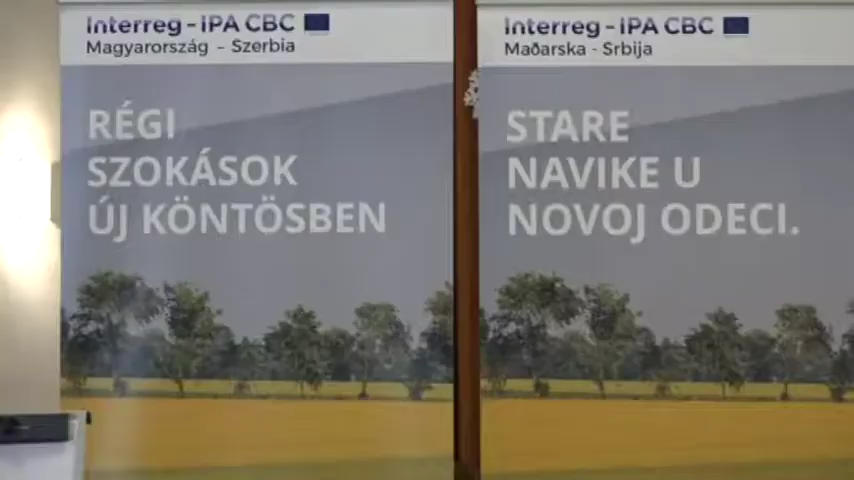 Interreg - IPA CBC
Magyarország - Szerbia
RÉGI
SZOKÁSOK
ÚJ KÖNTÖSBEN
Interreg - IPA CBC
Mađarska - Srbija
STARE
NAVIKE U
NOVOJ ODECI.